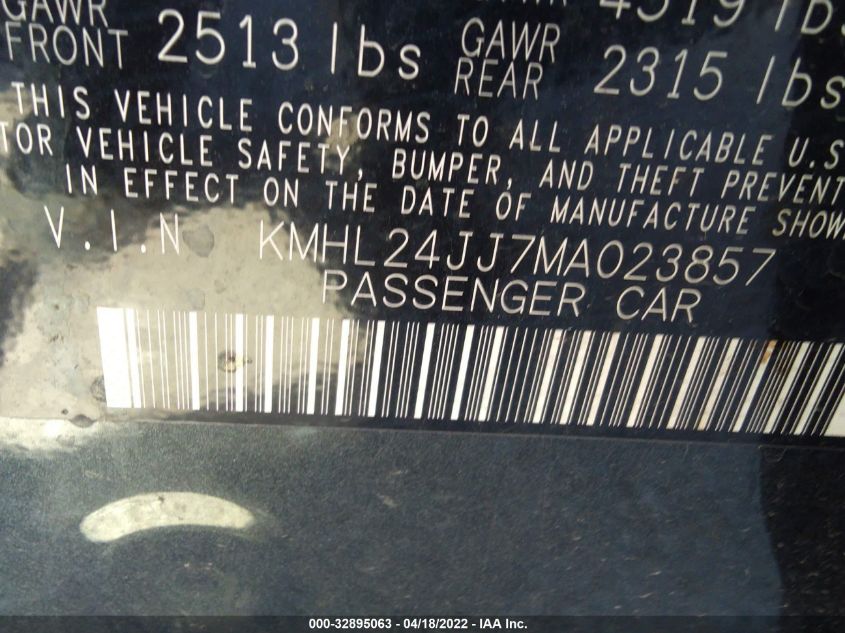 GAWR 4519 lbs
FRONT 2513 lbs GAWR
REAR 2315 lbs
THIS VEHICLE CONFORMS TO ALL APPLICABLE U.S
TOR VEHICLE SAFETY, BUMPER, AND THEFT PREVENT
IN EFFECT ON THE DATE OF MANUFACTURE SHOW
V.I.N KMHL24JJ7MA023857
PASSENGER CAR
000-32895063 - 04/18/2022 - IAA Inc.